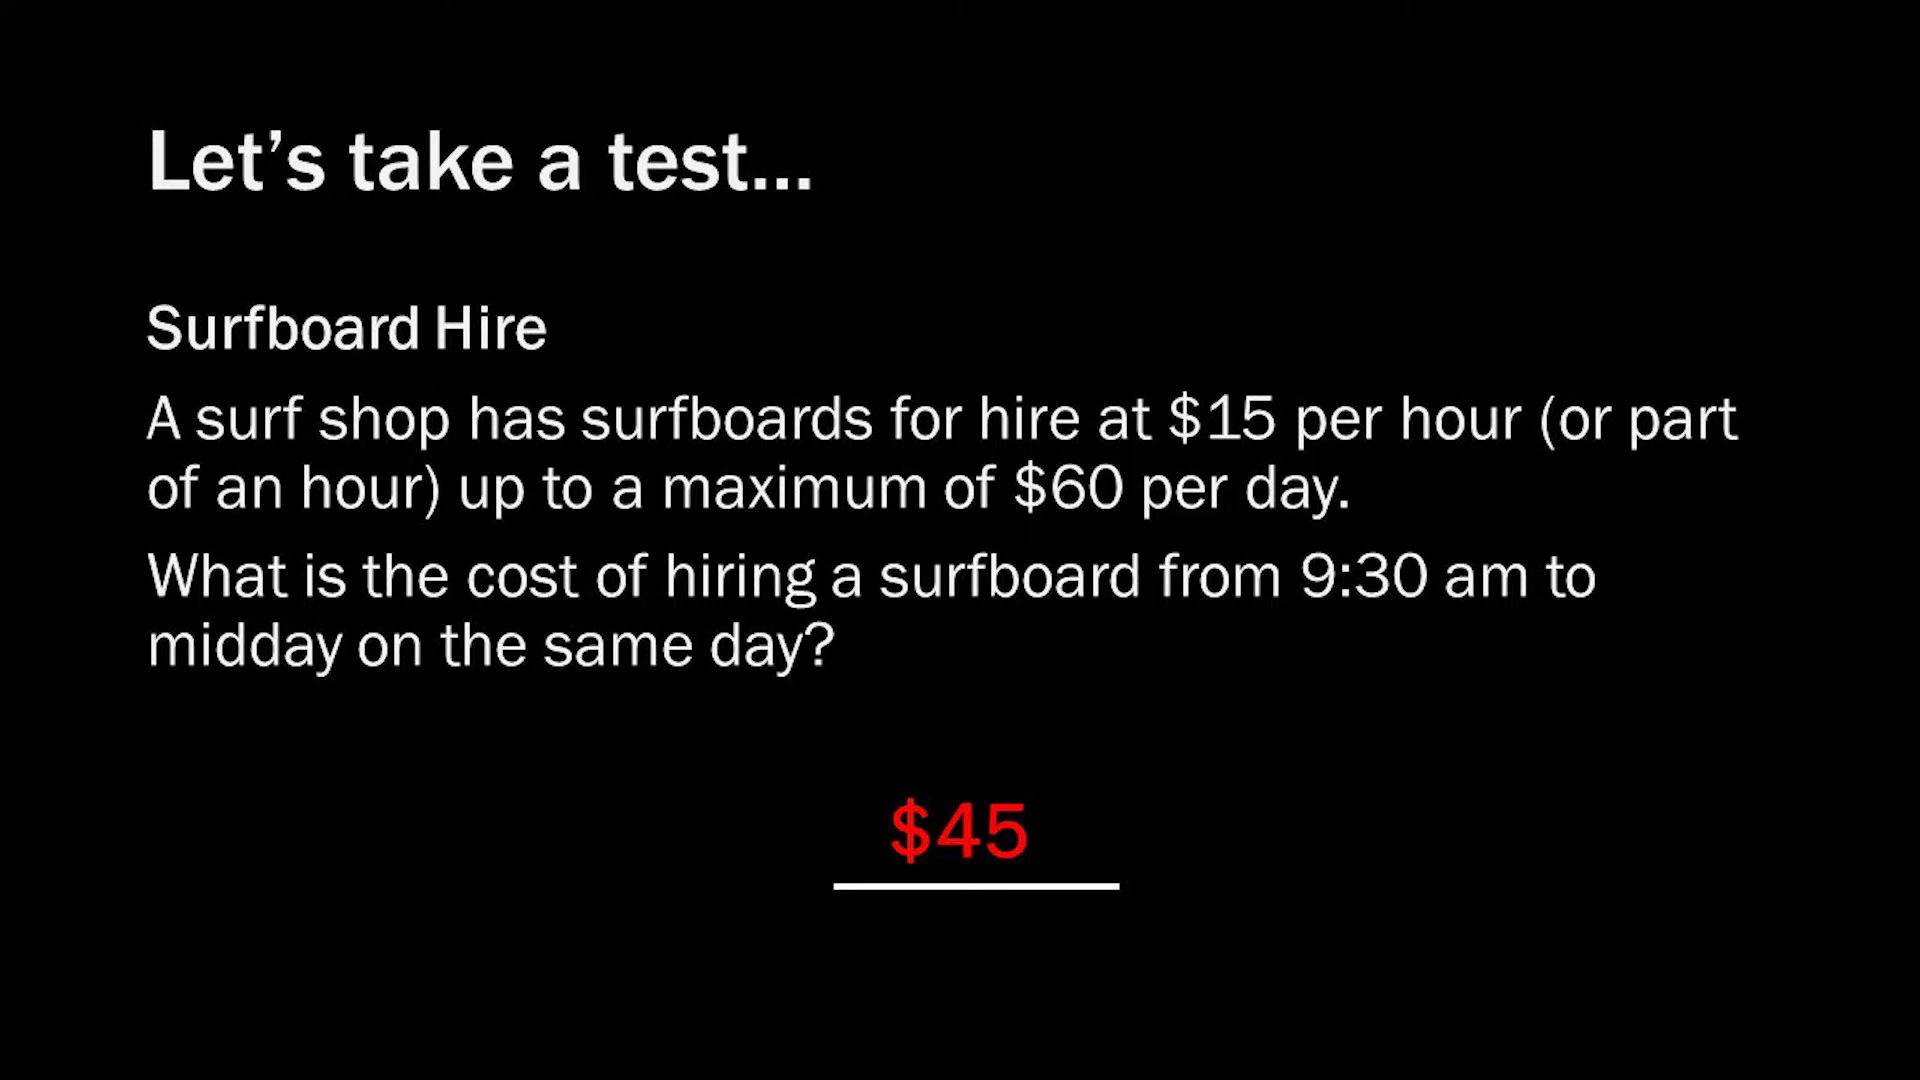 Let’s take a test...
Surfboard Hire
A surf shop has surfboards for hire at $15 per hour (or part
of an hour) up to a maximum of $60 per day.
What is the cost of hiring a surfboard from 9:30 am to
midday on the same day?
$45